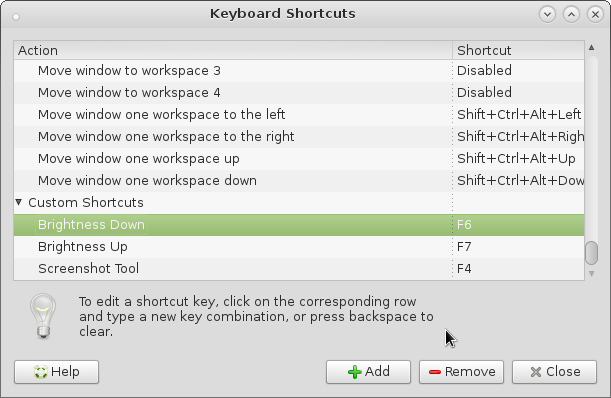 Keyboard Shortcuts
Action Shortcut
Move window to workspace 3 Disabled
Move window to workspace 4 Disabled
Move window one workspace to the left Shift+Ctrl+Alt+Left
Move window one workspace to the right Shift+Ctrl+Alt+Righ
Move window one workspace up Shift+Ctrl+Alt+Up
Move window one workspace down Shift+Ctrl+Alt+Dow
Custom Shortcuts
Brightness Down F6
Brightness Up F7
Screenshot Tool F4
To edit a shortcut key, click on the corresponding row
and type a new key combination, or press backspace to
clear.
Help Add Remove Close